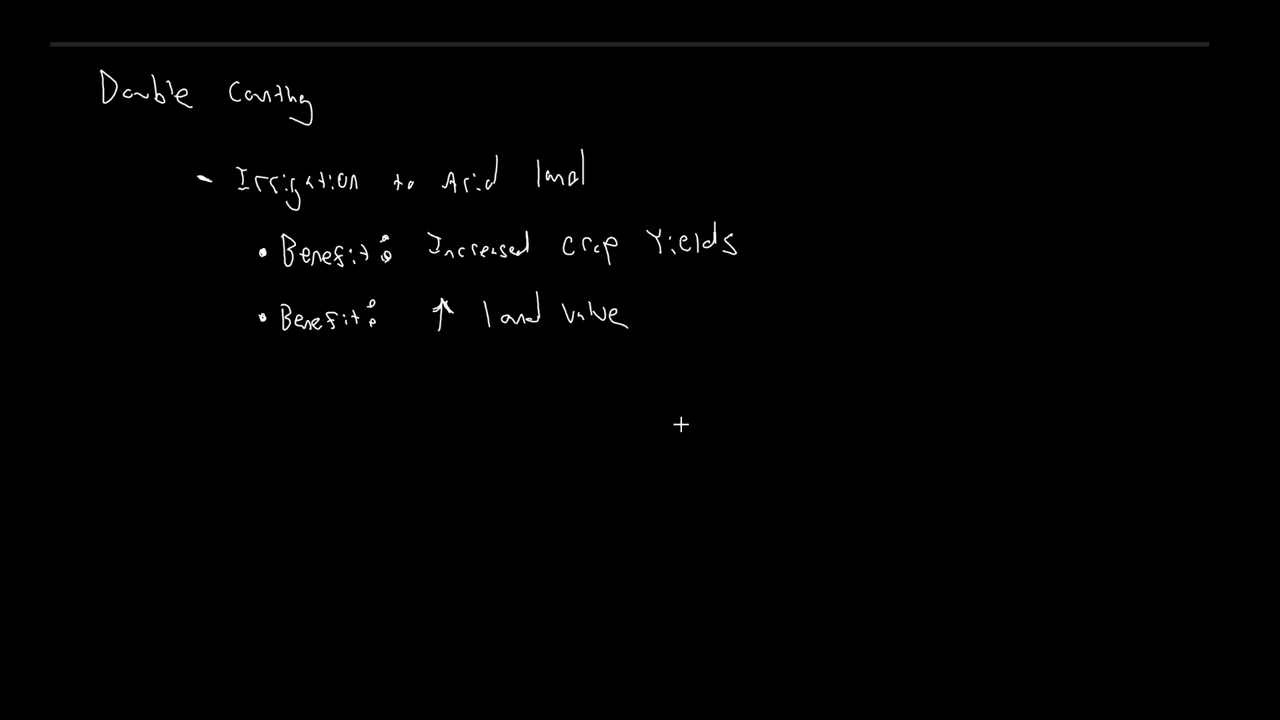 Double Counting
- Irrigation to Arid land
• Benefit: Increased crop Yields
• Benefit: ↑ land value